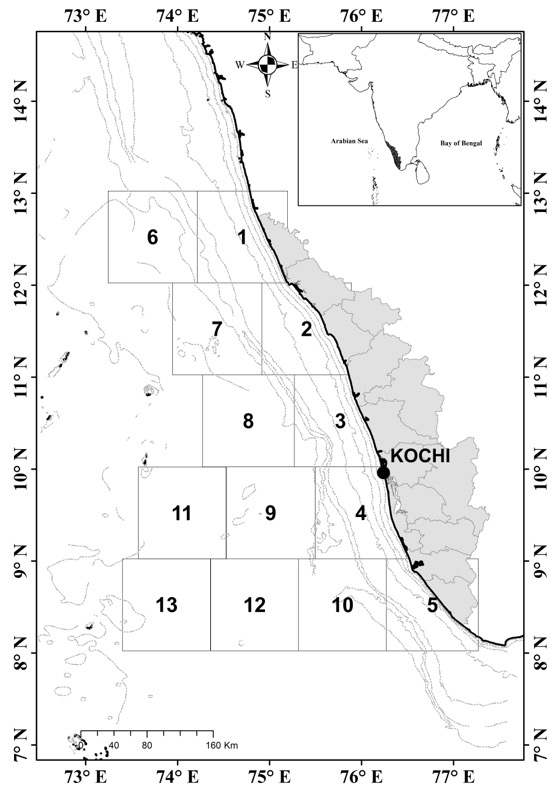 73° E 74° E 75° E 76° E 77° E
N
W E
S
Arabian Sea Bay of Bengal
14° N 14° N
13° N 13° N
6 1
12° N 12° N
7 2
11° N 11° N
8 3
KOCHI
10° N 10° N
11 9 4
9° N 9° N
13 12 10 5
8° N 8° N
0 40 80 160 Km
7° N 7° N
73° E 74° E 75° E 76° E 77° E